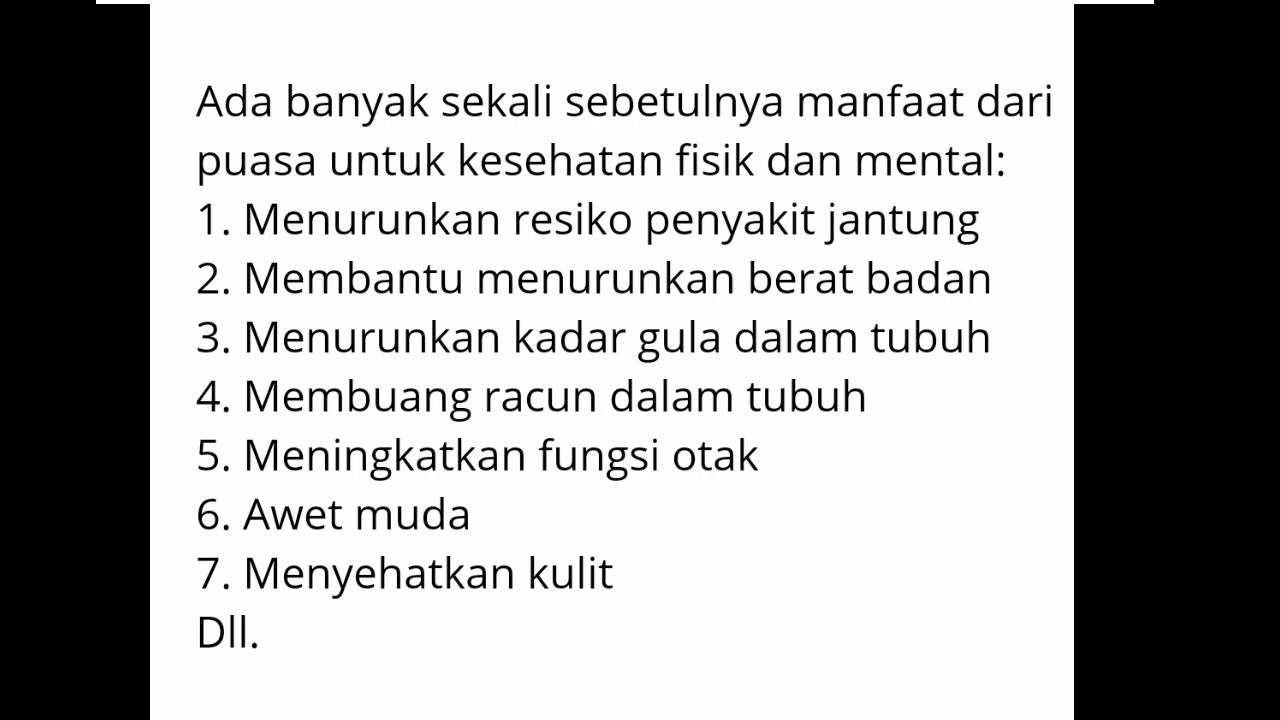 Ada banyak sekali sebetulnya manfaat dari
puasa untuk kesehatan fisik dan mental:
1. Menurunkan resiko penyakit jantung
2. Membantu menurunkan berat badan
3. Menurunkan kadar gula dalam tubuh
4. Membuang racun dalam tubuh
5. Meningkatkan fungsi otak
6. Awet muda
7. Menyehatkan kulit
Dll.